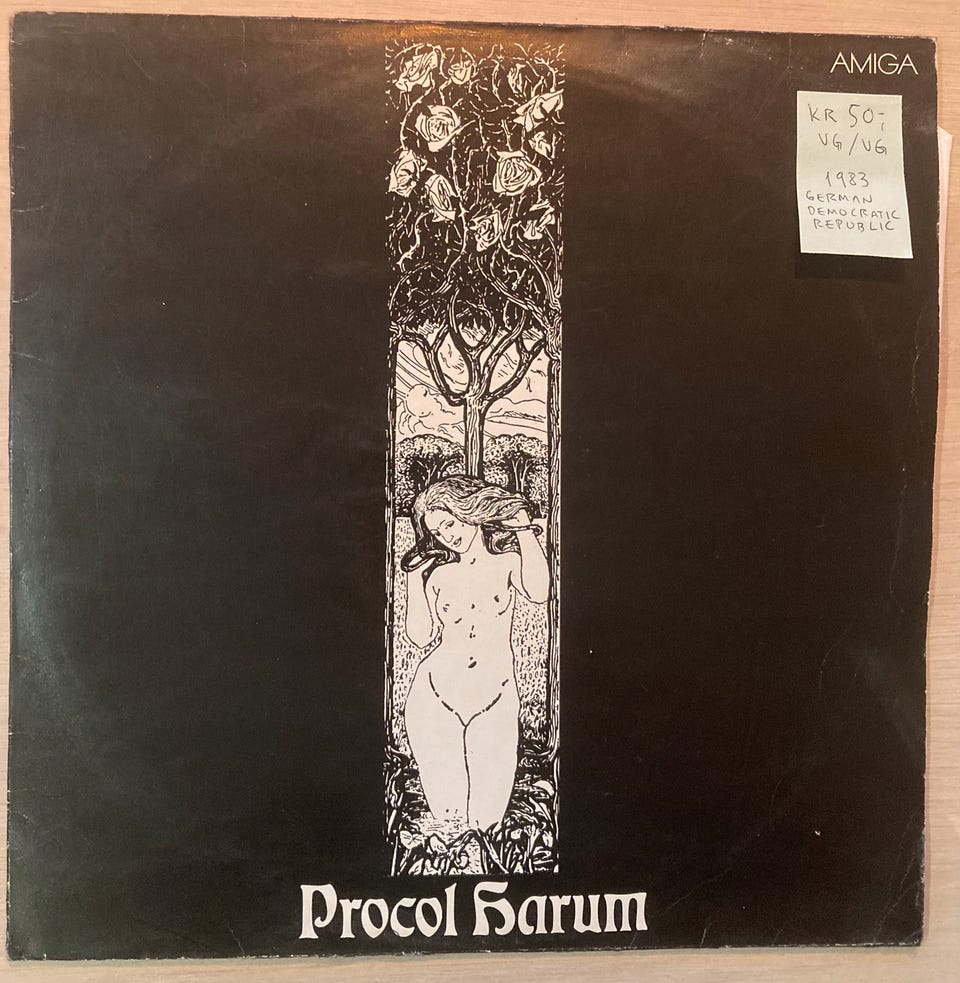 AMIGA
KR 50,-
VG/VG
1983
GERMAN
DEMOCRATIC
REPUBLIC
Procol Harum